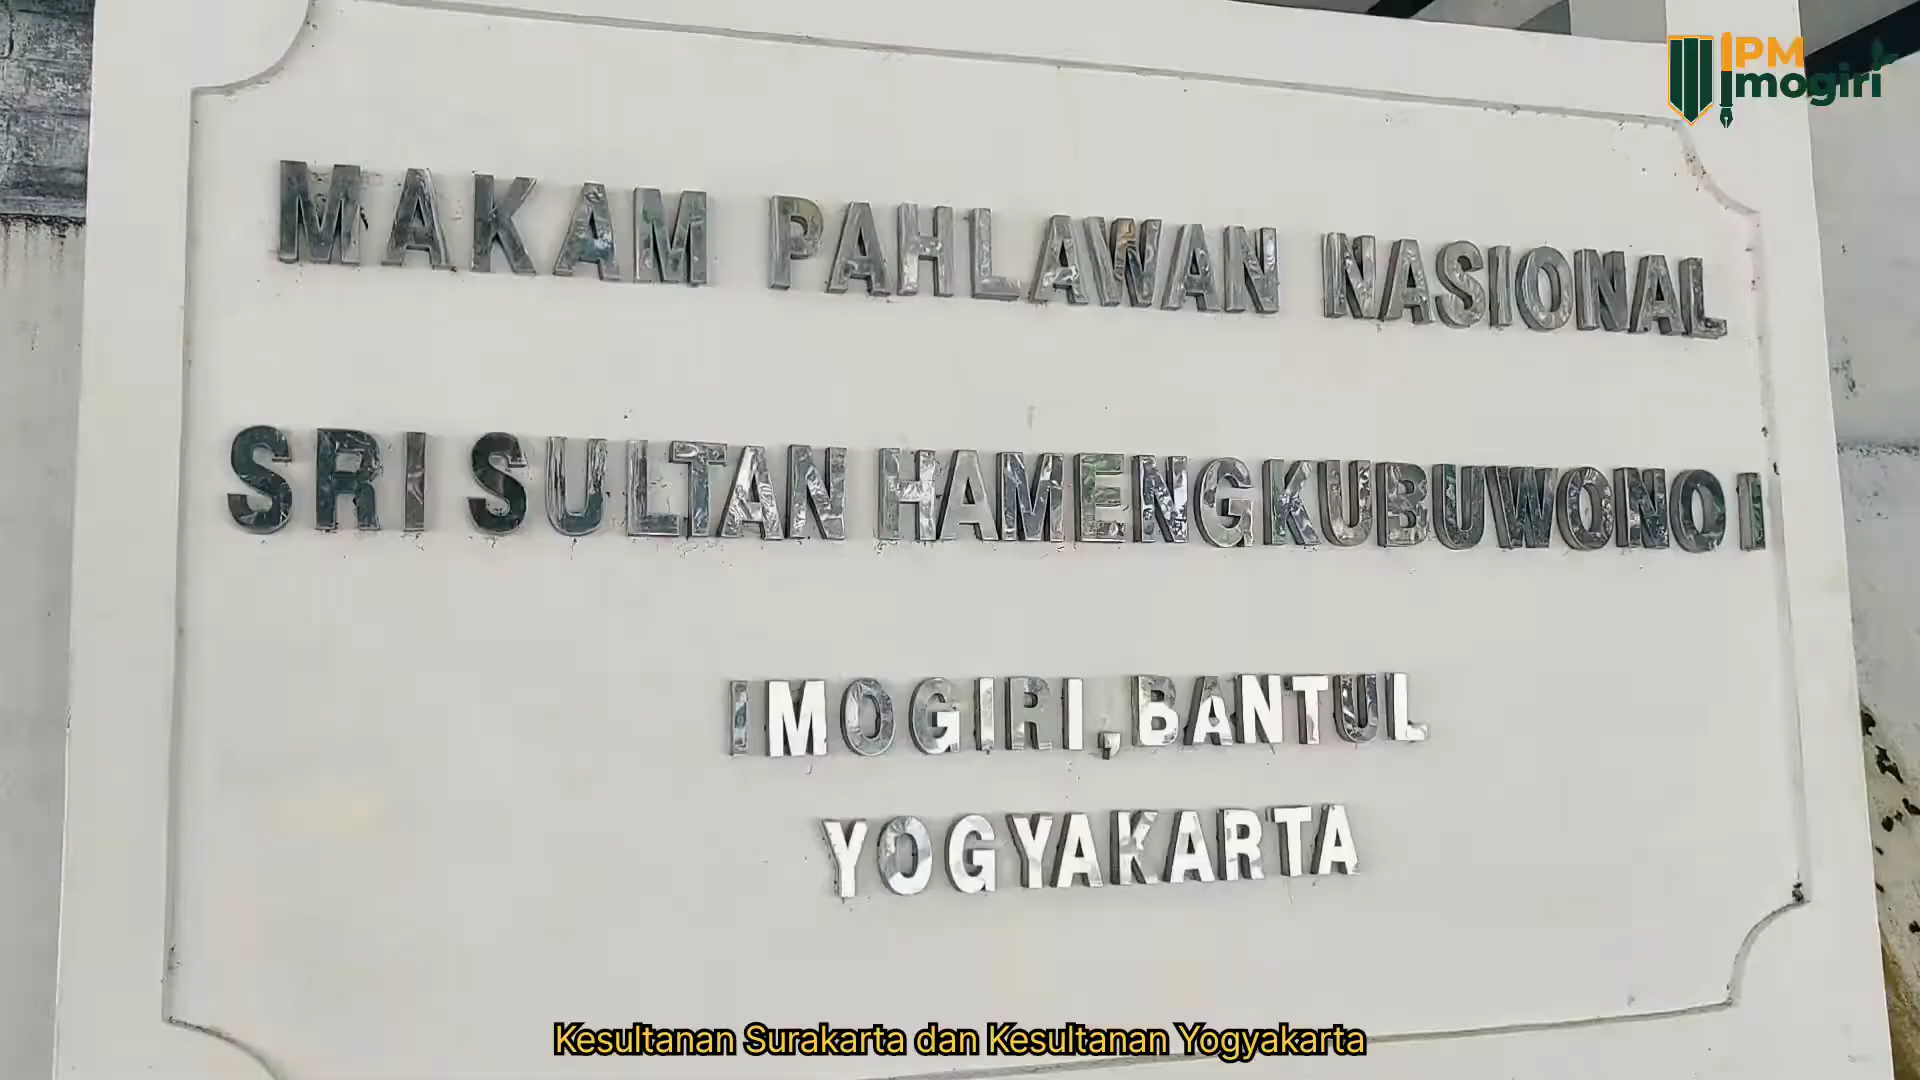 IPM
Imogiri
MAKAM PAHLAWAN NASIONAL
SRI SULTAN HAMENGKUBUWONO I
IMOGIRI, BANTUL
YOGYAKARTA
Kesultanan Surakarta dan Kesultanan Yogyakarta